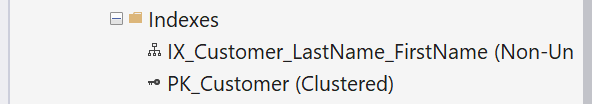 Indexes
IX_Customer_LastName_FirstName (Non-Un
PK_Customer (Clustered)